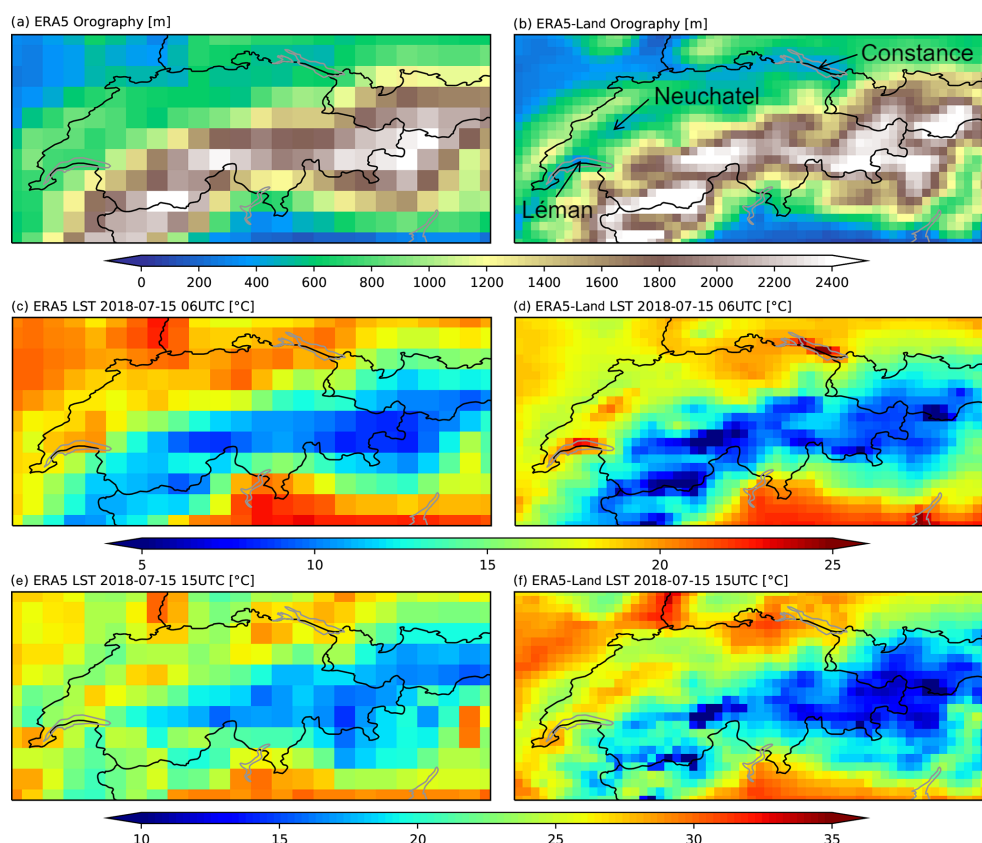 (a) ERA5 Orography [m]
(b) ERA5-Land Orography [m]
Constance
Neuchatel
Léman
0 200 400 600 800 1000 1200 1400 1600 1800 2000 2200 2400
(c) ERA5 LST 2018-07-15 06UTC [°C]
(d) ERA5-Land LST 2018-07-15 06UTC [°C]
5 10 15 20 25
(e) ERA5 LST 2018-07-15 15UTC [°C]
(f) ERA5-Land LST 2018-07-15 15UTC [°C]
10 15 20 25 30 35